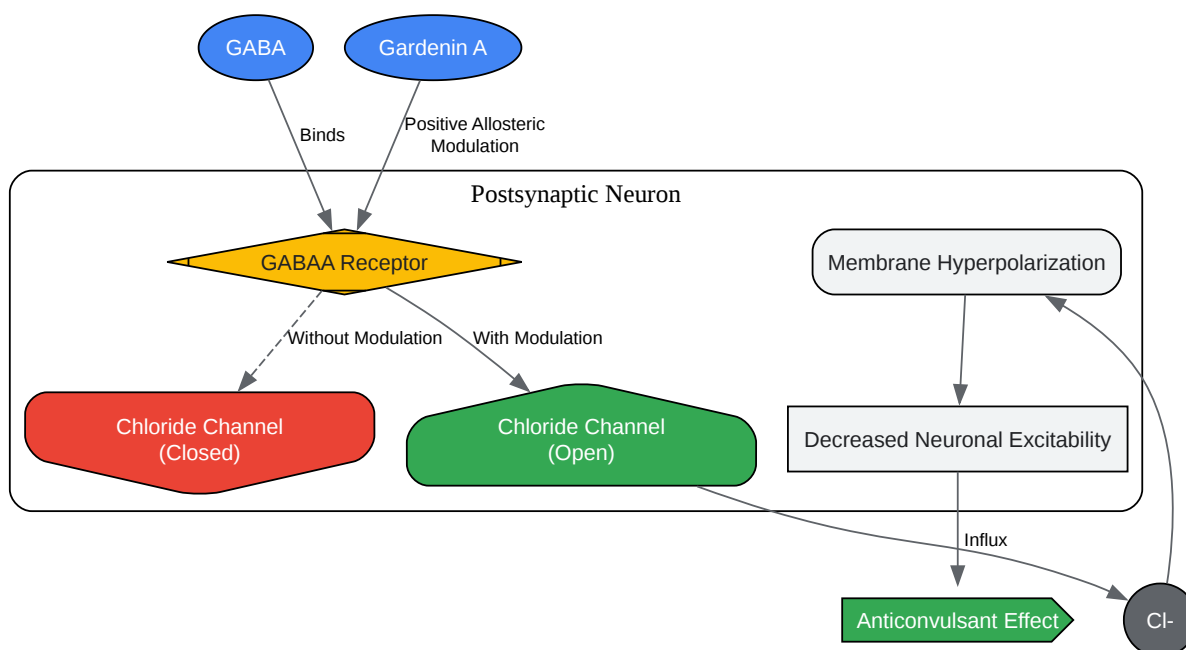 GABA
Gardenin A
Binds
Positive Allosteric
Modulation
Postsynaptic Neuron
GABAA Receptor
Membrane Hyperpolarization
Without Modulation
With Modulation
Chloride Channel
(Closed)
Chloride Channel
(Open)
Decreased Neuronal Excitability
Influx
Anticonvulsant Effect
Cl-